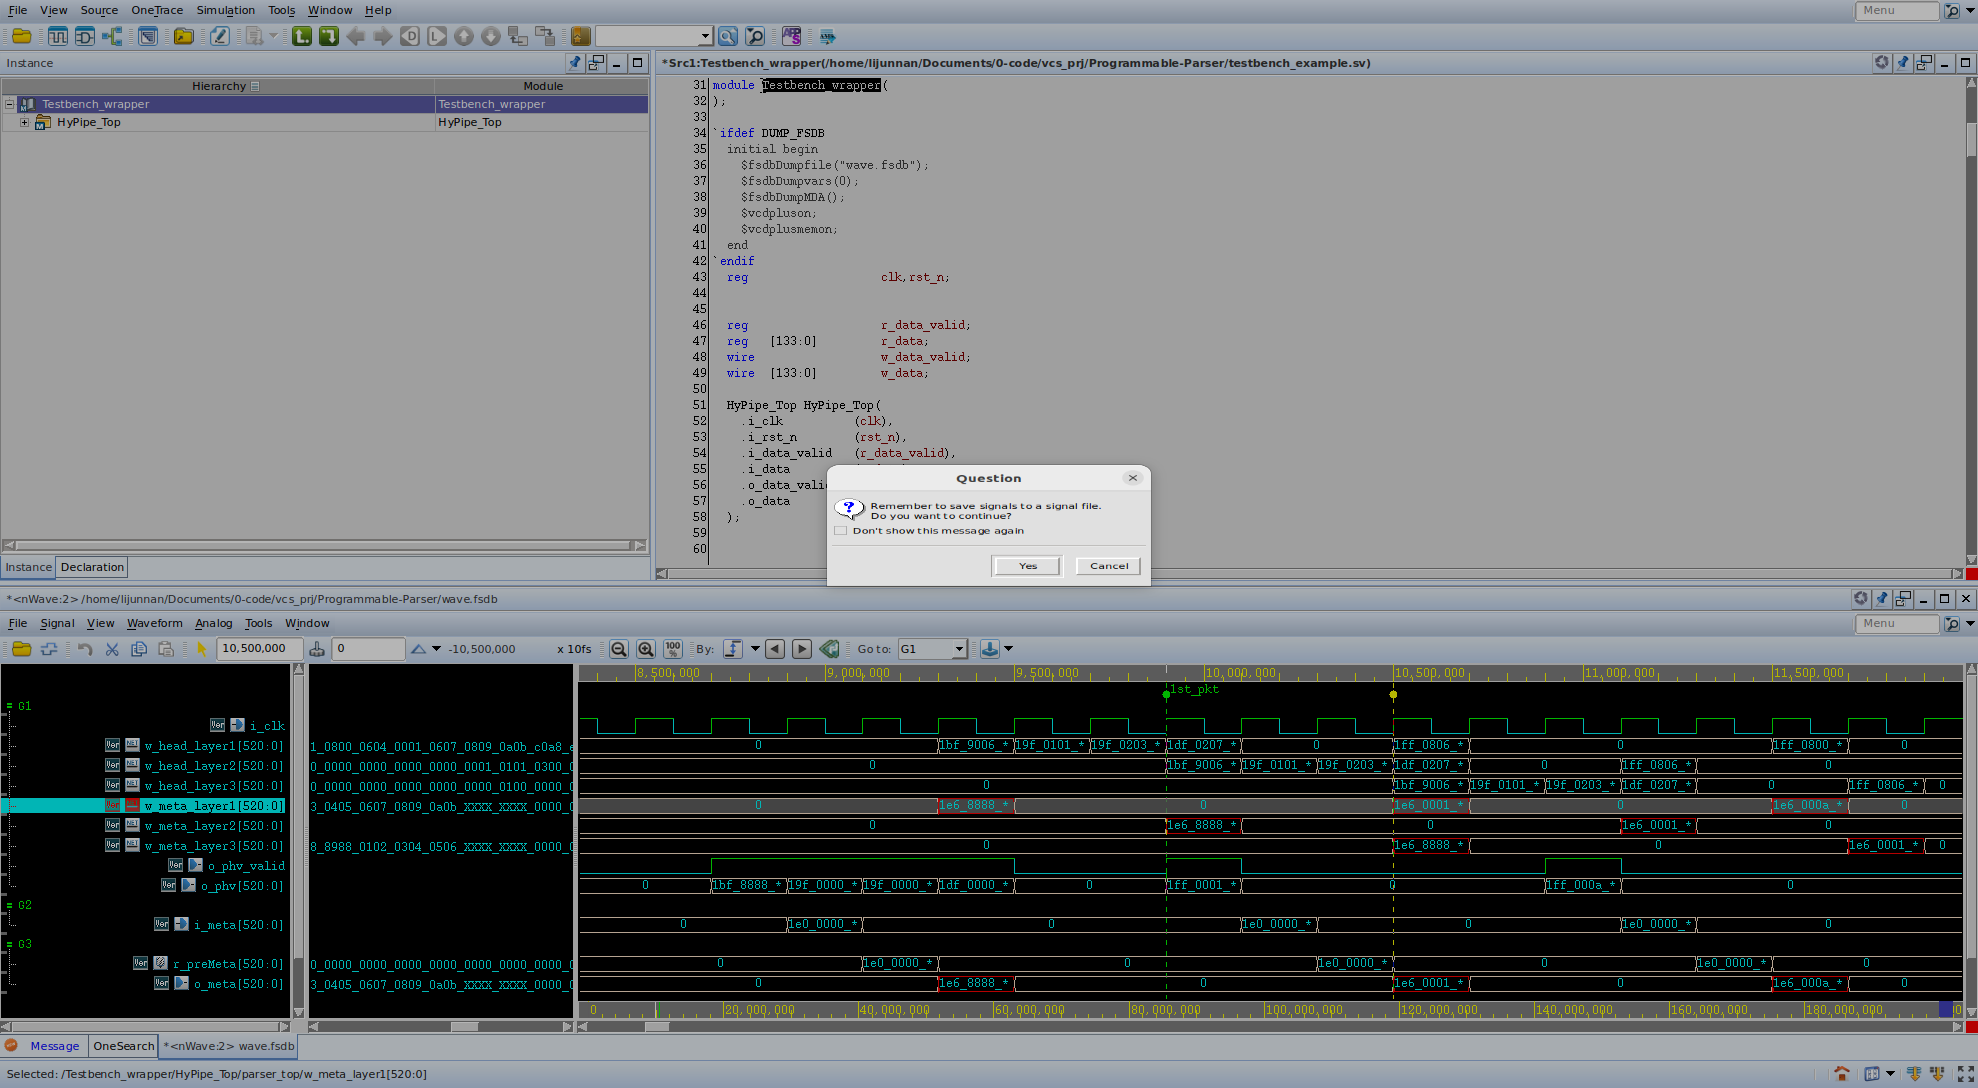 File View Source OneTrace Simulation Tools Window Help
Menu
Instance
*Src1:Testbench_wrapper(/home/lijunnan/Documents/0-code/vcs_prj/Programmable-Parser/testbench_example.sv)
Hierarchy Module
Testbench_wrapper Testbench_wrapper
HyPipe_Top HyPipe_Top
31 module Testbench_wrapper(
32 );
33
34 `ifdef DUMP_FSDB
35 initial begin
36 $fsdbDumpfile("wave.fsdb");
37 $fsdbDumpvars(0);
38 $fsdbDumpMDA();
39 $vcdpluson;
40 $vcdplusmemon;
41 end
42 `endif
43 reg clk,rst_n;
44
45
46 reg r_data_valid;
47 reg [133:0] r_data;
48 wire w_data_valid;
49 wire [133:0] w_data;
50
51 HyPipe_Top HyPipe_Top(
52 .i_clk (clk),
53 .i_rst_n (rst_n),
54 .i_data_valid (r_data_valid),
55 .i_data
56 .o_data_vali
57 .o_data
58 );
59
60
Question
Remember to save signals to a signal file.
Do you want to continue?
Don't show this message again
Yes Cancel
Instance Declaration
*<nWave:2> /home/lijunnan/Documents/0-code/vcs_prj/Programmable-Parser/wave.fsdb
File Signal View Waveform Analog Tools Window
Menu
10,500,000 0 -10,500,000 x 10fs 100% By: Go to: G1
8,500,000 9,000,000 9,500,000 10,000,000 10,500,000 11,000,000 11,500,000
1st_pkt
G1
i_clk
w_head_layer1[520:0] 1_0800_0604_0001_0607_0809_0a0b_c0a8_ 0 1bf_9006_* 19f_0101_* 19f_0203_* 1df_0207_* 0 1ff_0806_* 0 1ff_0800_* 0
w_head_layer2[520:0] 0_0000_0000_0000_0000_0001_0101_0300_0 0 1bf_9006_* 19f_0101_* 19f_0203_* 1df_0207_* 0 1ff_0806_* 0
w_head_layer3[520:0] 0_0000_0000_0000_0000_0000_0100_0000_0 0 1bf_9006_* 19f_0101_* 19f_0203_* 1df_0207_* 0 1ff_0806_* 0
w_meta_layer1[520:0] 3_0405_0607_0809_0a0b_XXXX_XXXX_0000_0 0 1e6_8888_* 0 1e6_0001_* 0 1e6_000a_* 0
w_meta_layer2[520:0] 0 1e6_8888_* 0 1e6_0001_* 0
w_meta_layer3[520:0] 8_8988_0102_0304_0506_XXXX_XXXX_0000_0 0 1e6_8888_* 0 1e6_0001_* 0
o_phv_valid
o_phv[520:0] 0 1bf_8888_* 19f_0000_* 19f_0000_* 1df_0000_* 0 1ff_0001_* 0 1ff_000a_* 0
G2
i_meta[520:0] 0 1e0_0000_* 0 1e0_0000_* 0 1e0_0000_* 0
G3
r_preMeta[520:0] 0_0000_0000_0000_0000_0000_0000_0000_0 0 1e0_0000_* 0 1e0_0000_* 0 1e0_0000_* 0
o_meta[520:0] 3_0405_0607_0809_0a0b_XXXX_XXXX_0000_0 0 1e6_8888_* 0 1e6_0001_* 0 1e6_000a_* 0
0 20,000,000 40,000,000 60,000,000 80,000,000 100,000,000 120,000,000 140,000,000 160,000,000 180,000,000 0
Message OneSearch *<nWave:2> wave.fsdb
Selected: /Testbench_wrapper/HyPipe_Top/parser_top/w_meta_layer1[520:0]